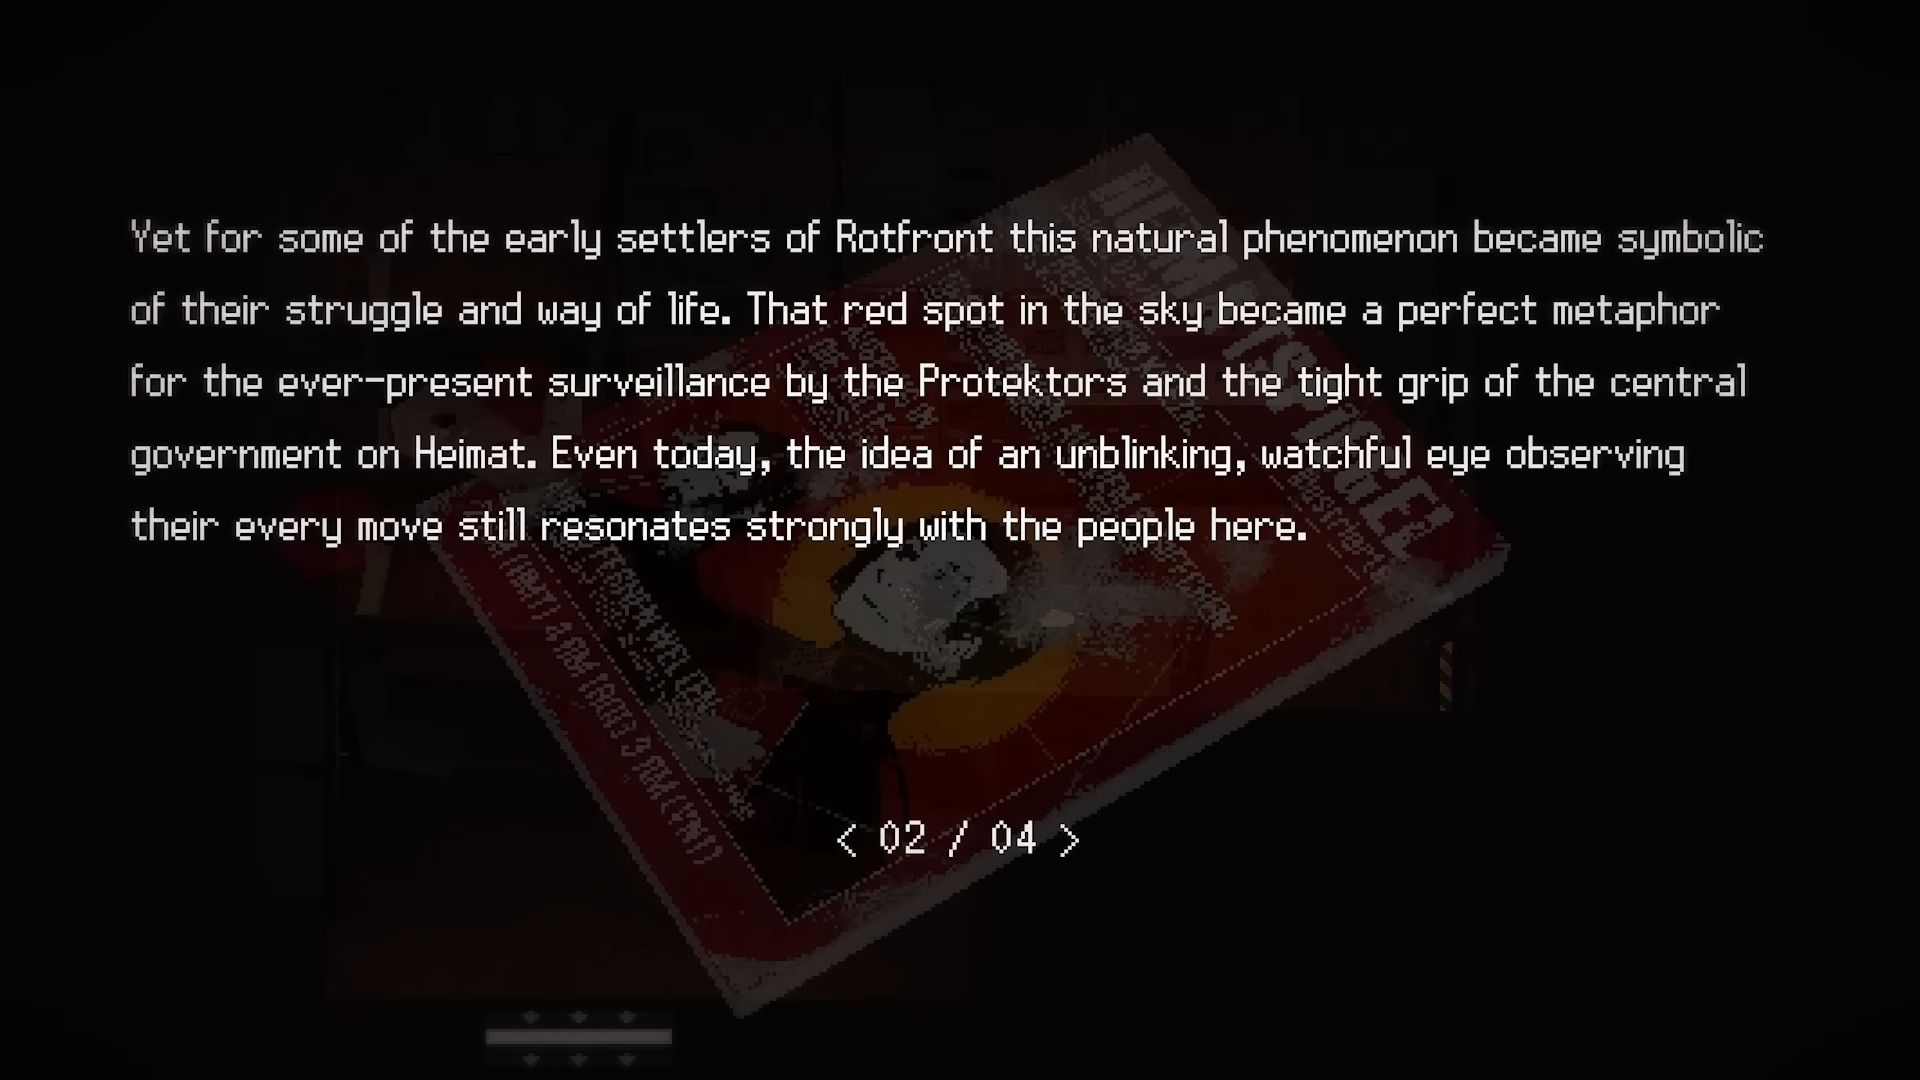 Yet for some of the early settlers of Rotfront this natural phenomenon became symbolic
of their struggle and way of life. That red spot in the sky became a perfect metaphor
for the ever-present surveillance by the Protektors and the tight grip of the central
government on Heimat. Even today, the idea of an unblinking, watchful eye observing
their every move still resonates strongly with the people here.
< 02 / 04 >